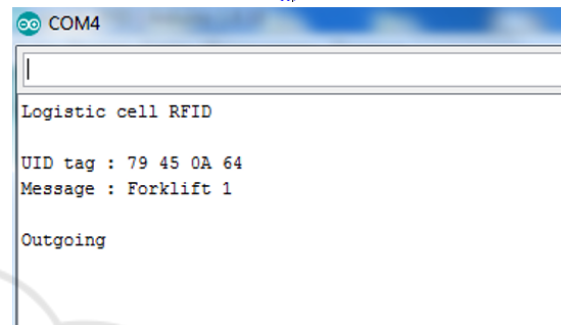 COM4
Logistic cell RFID
UID tag : 79 45 0A 64
Message : Forklift 1
Outgoing